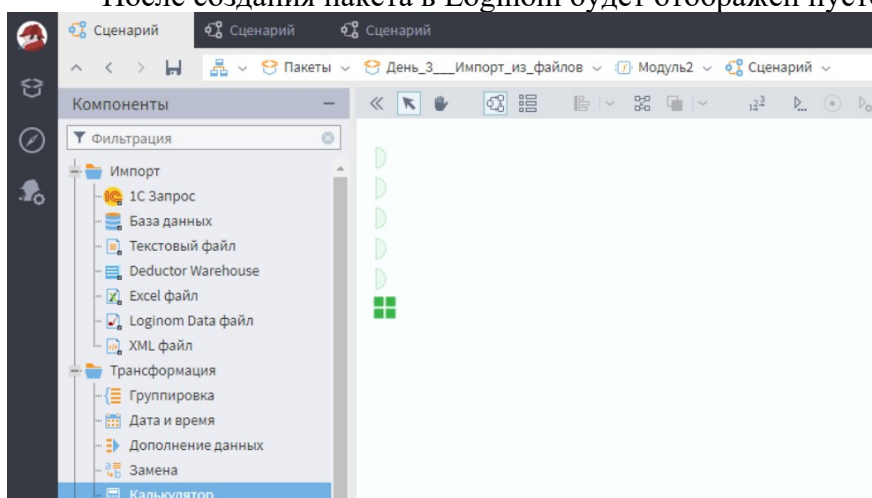 После создания пакета в Loginom будет отображен пусто
Сценарий Сценарий Сценарий
Пакеты День_3___Импорт_из_файлов Модуль2 Сценарий
Компоненты
Фильтрация
Импорт
1С Запрос
База данных
Текстовый файл
Deductor Warehouse
Excel файл
Loginom Data файл
XML файл
Трансформация
Группировка
Дата и время
Дополнение данных
Замена
Калькулятор